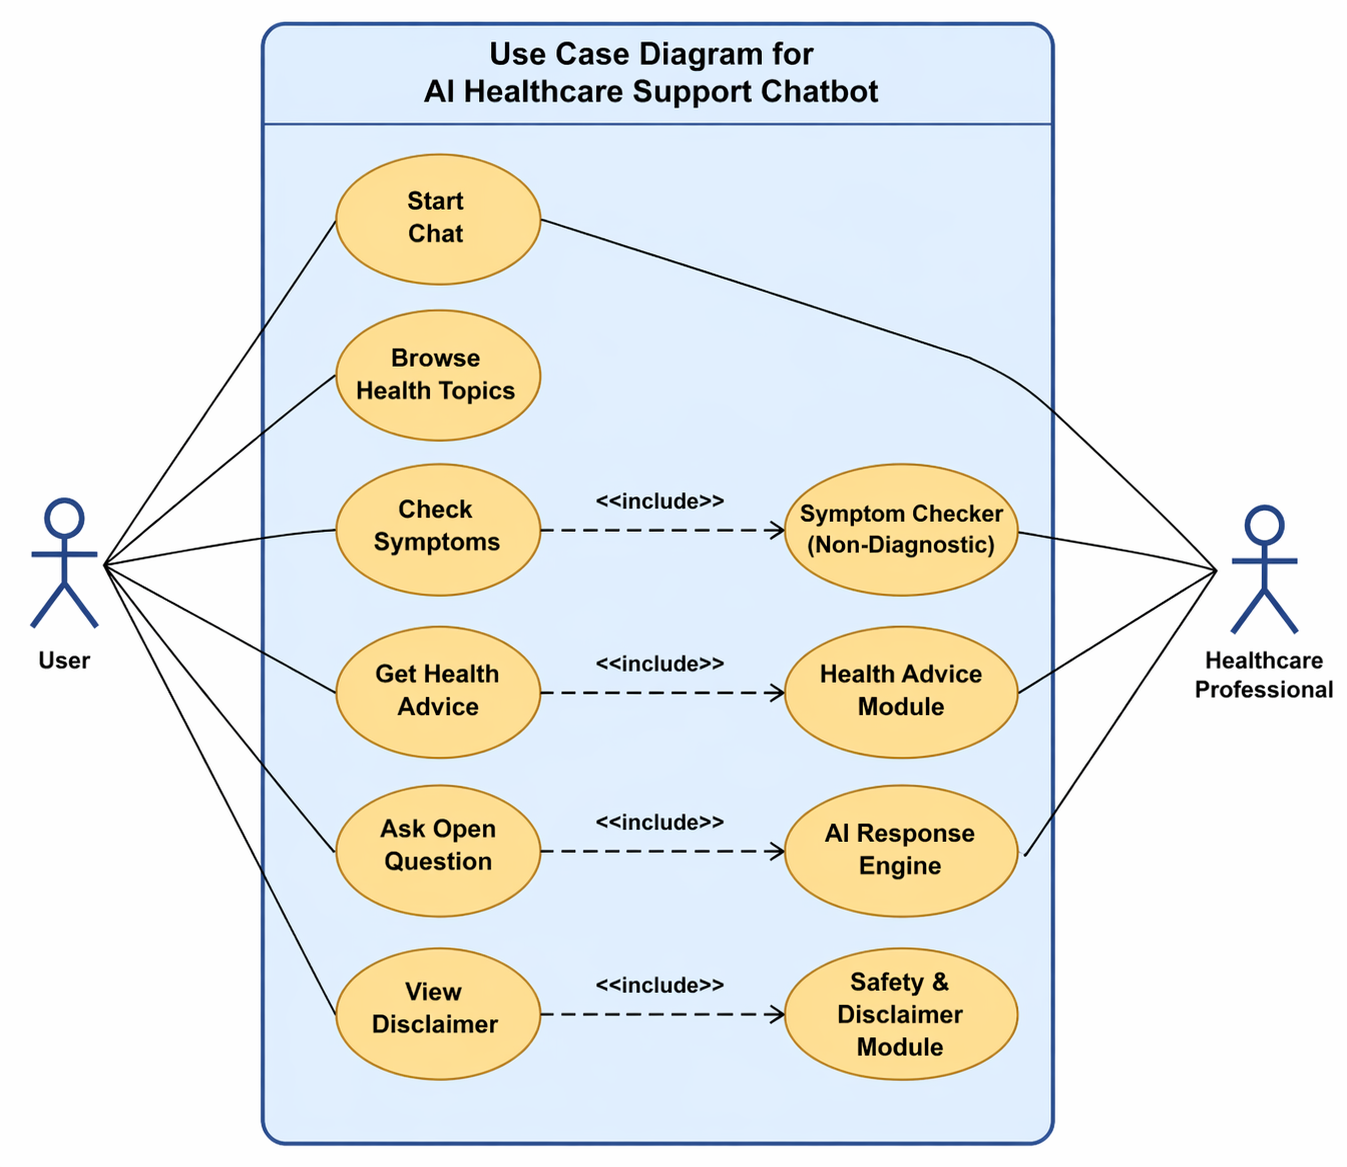 Use Case Diagram for
AI Healthcare Support Chatbot
Start
Chat
Browse
Health Topics
Check
Symptoms
<<include>>
Symptom Checker
(Non-Diagnostic)
User
Healthcare
Professional
Get Health
Advice
<<include>>
Health Advice
Module
Ask Open
Question
<<include>>
AI Response
Engine
View
Disclaimer
<<include>>
Safety &
Disclaimer
Module